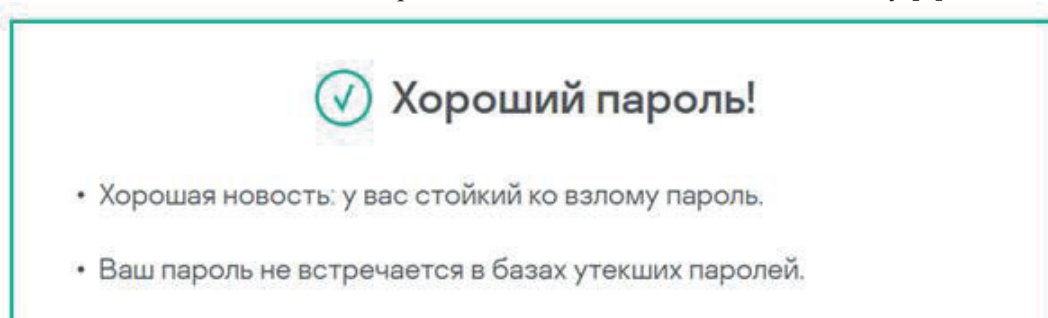 Хороший пароль!
• Хорошая новость: у вас стойкий ко взлому пароль.
• Ваш пароль не встречается в базах утекших паролей.